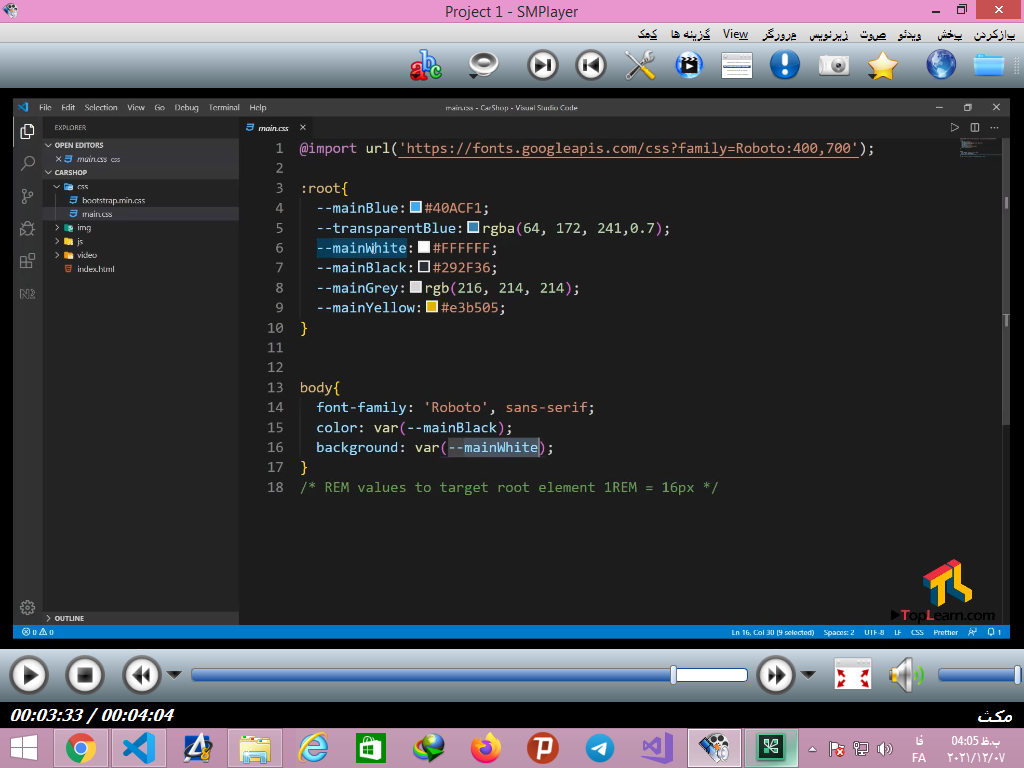 Project 1 - SMPlayer
بازکردن پخش ویدئو صوت زیرنویس مرورگر View گزینه ها کمک
abc
File Edit Selection View Go Debug Terminal Help
main.css - CarShop - Visual Studio Code
EXPLORER
OPEN EDITORS
main.css css
CARSHOP
css
bootstrap.min.css
main.css
img
js
video
index.html
OUTLINE
main.css
1 @import url('https://fonts.googleapis.com/css?family=Roboto:400,700');
2
3 :root{
4 --mainBlue: #40ACF1;
5 --transparentBlue: rgba(64, 172, 241,0.7);
6 --mainWhite: #FFFFFF;
7 --mainBlack: #292F36;
8 --mainGrey: rgb(216, 214, 214);
9 --mainYellow: #e3b505;
10 }
11
12
13 body{
14 font-family: 'Roboto', sans-serif;
15 color: var(--mainBlack);
16 background: var(--mainWhite);
17 }
18 /* REM values to target root element 1REM = 16px */
TopLearn.com
0 0
Ln 16, Col 30 (9 selected) Spaces: 2 UTF-8 LF CSS Prettier 1
00:03:33 / 00:04:04
مکث
فا
FA
04:05 ب.ظ
۲۰۲۱/۱۲/۰۷